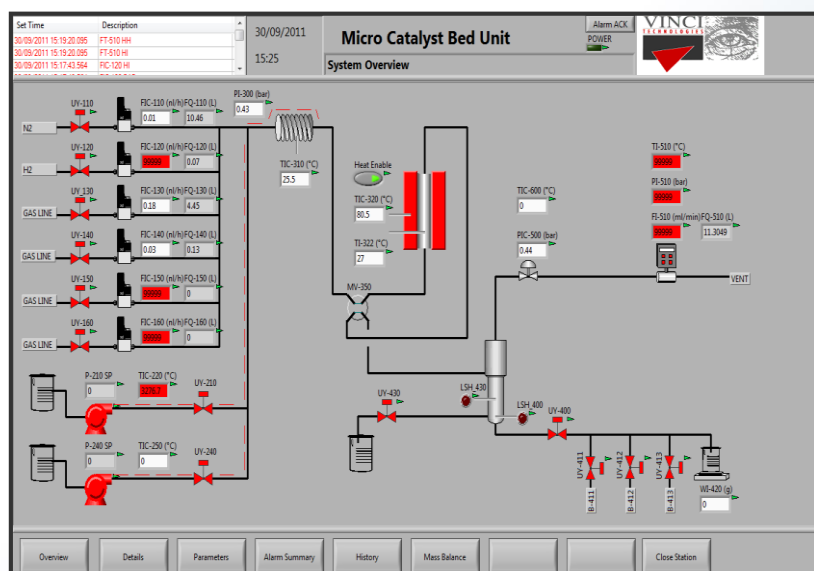 Set Time Description
30/09/2011 15:19:20.095 FT-510 HH
30/09/2011 15:19:20.095 FT-510 HI
30/09/2011 15:17:43.564 FIC-120 HI
30/09/2011
15:25
Micro Catalyst Bed Unit
System Overview
Alarm ACK
POWER
VINCI
TECHNOLOGIES
UY-110 FIC-110 (nl/h) FQ-110 (L) PI-300 (bar)
N2 0.01 10.46 0.43
UY-120 FIC-120 (nl/h) FQ-120 (L)
H2 99999 0.07
TIC-310 (°C)
25.5
UY_130 FIC-130 (nl/h) FQ-130 (L)
GAS LINE 0.18 4.45
UY-140 FIC-140 (nl/h) FQ-140 (L)
GAS LINE 0.03 0.13
UY-150 FIC-150 (nl/h) FQ-150 (L)
GAS LINE 99999 0
UY-160 FIC-160 (nl/h) FQ-160 (L)
GAS LINE 99999 0
Heat Enable
TIC-320 (°C)
80.5
TI-322 (°C)
27
MV-350
TIC-600 (°C)
0
PIC-500 (bar)
0.44
TI-510 (°C)
99999
PI-510 (bar)
99999
FI-510 (ml/min) FQ-510 (L)
99999 11.3049
VENT
P-210 SP TIC-220 (°C) UY-210
0 3276.7
P-240 SP TIC-250 (°C) UY-240
0 0
UY-430
LSH_430
LSH_400
UY-400
UY-411 UY-412 UY-413
B-411 B-412 B-413
WI-420 (g)
0
Overview Details Parameters Alarm Summary History Mass Balance Close Station